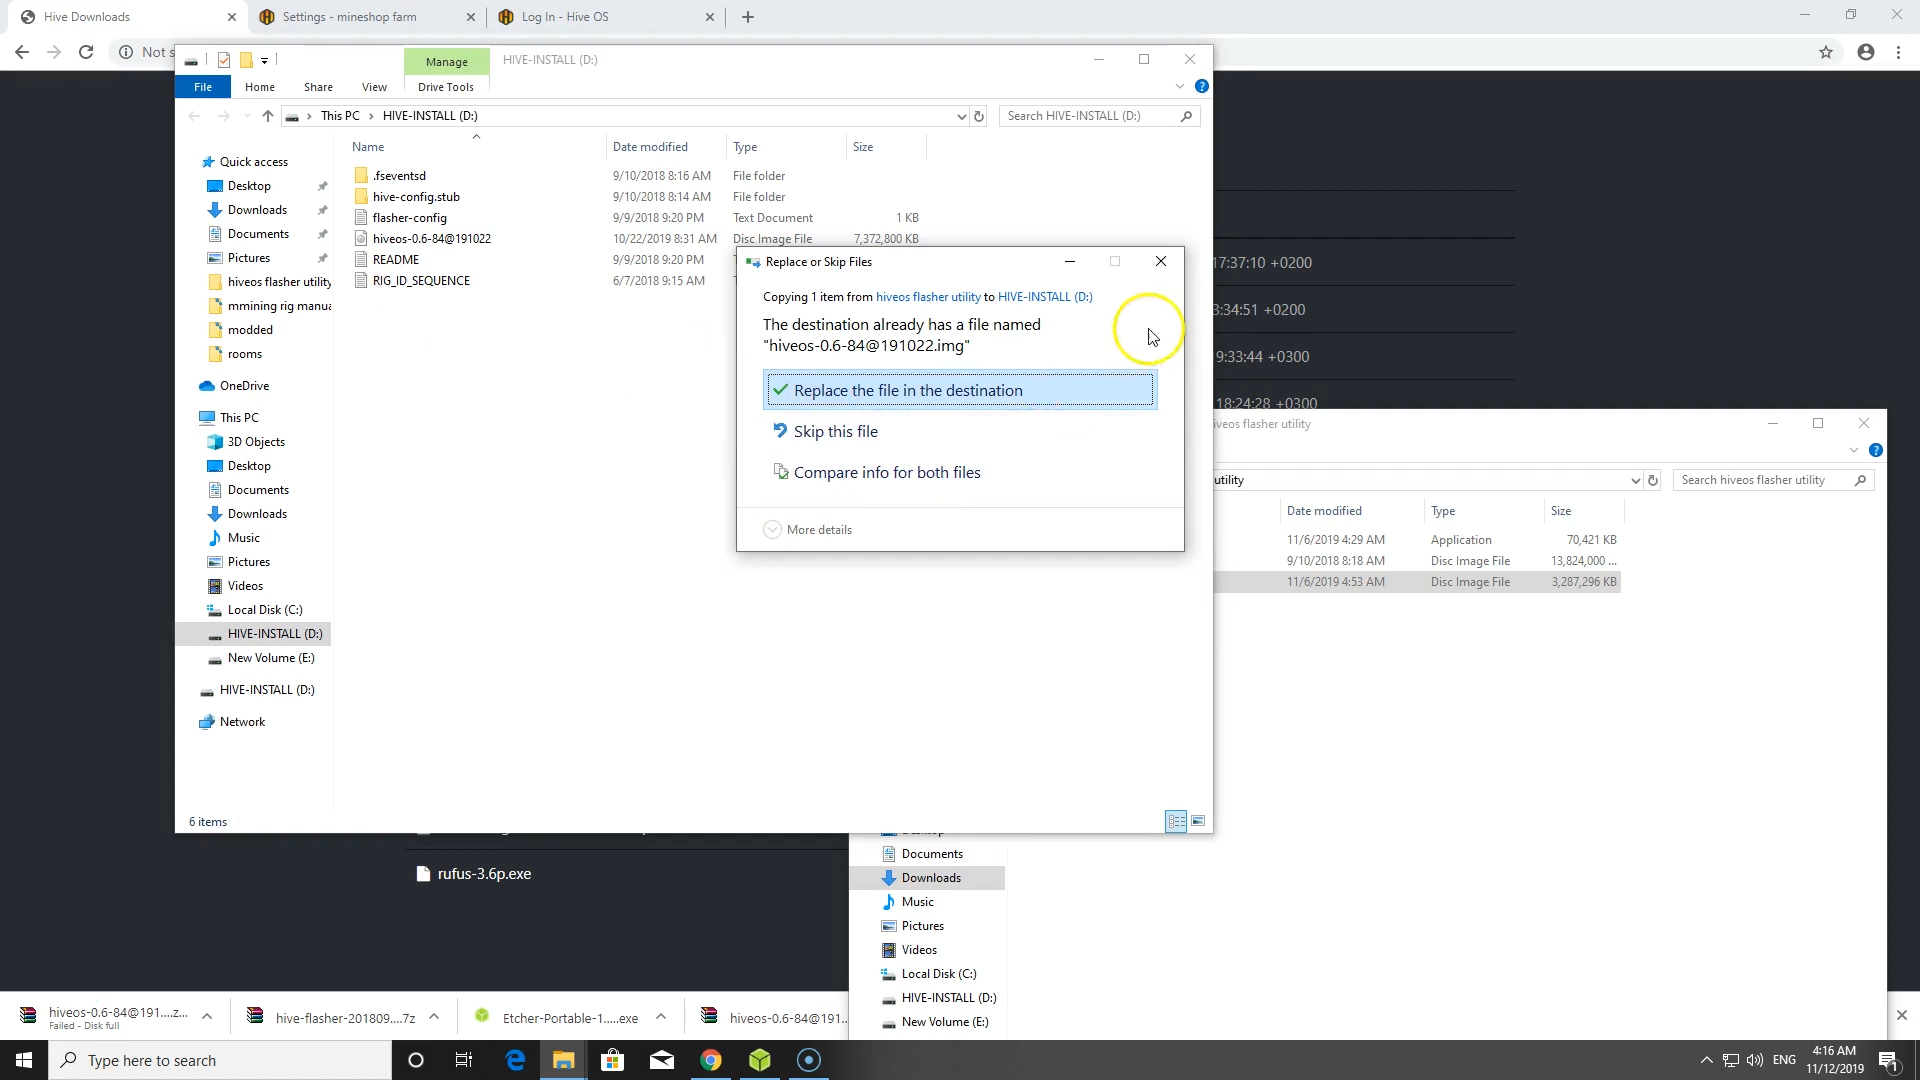 Hive Downloads
Settings - mineshop farm
Log In - Hive OS
Not s
Manage
HIVE-INSTALL (D:)
File
Home
Share
View
Drive Tools
This PC
HIVE-INSTALL (D:)
Search HIVE-INSTALL (D:)
Name
Date modified
Type
Size
.fseventsd
9/10/2018 8:16 AM
File folder
hive-config.stub
9/10/2018 8:14 AM
File folder
flasher-config
9/9/2018 9:20 PM
Text Document
1 KB
hiveos-0.6-84@191022
10/22/2019 8:31 AM
Disc Image File
7,372,800 KB
README
9/9/2018 9:20 PM
RIG_ID_SEQUENCE
6/7/2018 9:15 AM
Quick access
Desktop
Downloads
Documents
Pictures
hiveos flasher utility
mmining rig manua
modded
rooms
OneDrive
This PC
3D Objects
Desktop
Documents
Downloads
Music
Pictures
Videos
Local Disk (C:)
HIVE-INSTALL (D:)
New Volume (E:)
HIVE-INSTALL (D:)
Network
6 items
Replace or Skip Files
Copying 1 item from hiveos flasher utility to HIVE-INSTALL (D:)
The destination already has a file named
"hiveos-0.6-84@191022.img"
Replace the file in the destination
Skip this file
Compare info for both files
More details
17:37:10 +0200
3:34:51 +0200
9:33:44 +0300
18:24:28 +0300
iveos flasher utility
utility
Search hiveos flasher utility
Date modified
Type
Size
11/6/2019 4:29 AM
Application
70,421 KB
9/10/2018 8:18 AM
Disc Image File
13,824,000 ...
11/6/2019 4:53 AM
Disc Image File
3,287,296 KB
rufus-3.6p.exe
Documents
Downloads
Music
Pictures
Videos
Local Disk (C:)
HIVE-INSTALL (D:)
New Volume (E:)
hiveos-0.6-84@191....z...
Failed - Disk full
hive-flasher-201809....7z
Etcher-Portable-1.....exe
hiveos-0.6-84@191...
Type here to search
ENG
4:16 AM
11/12/2019
1